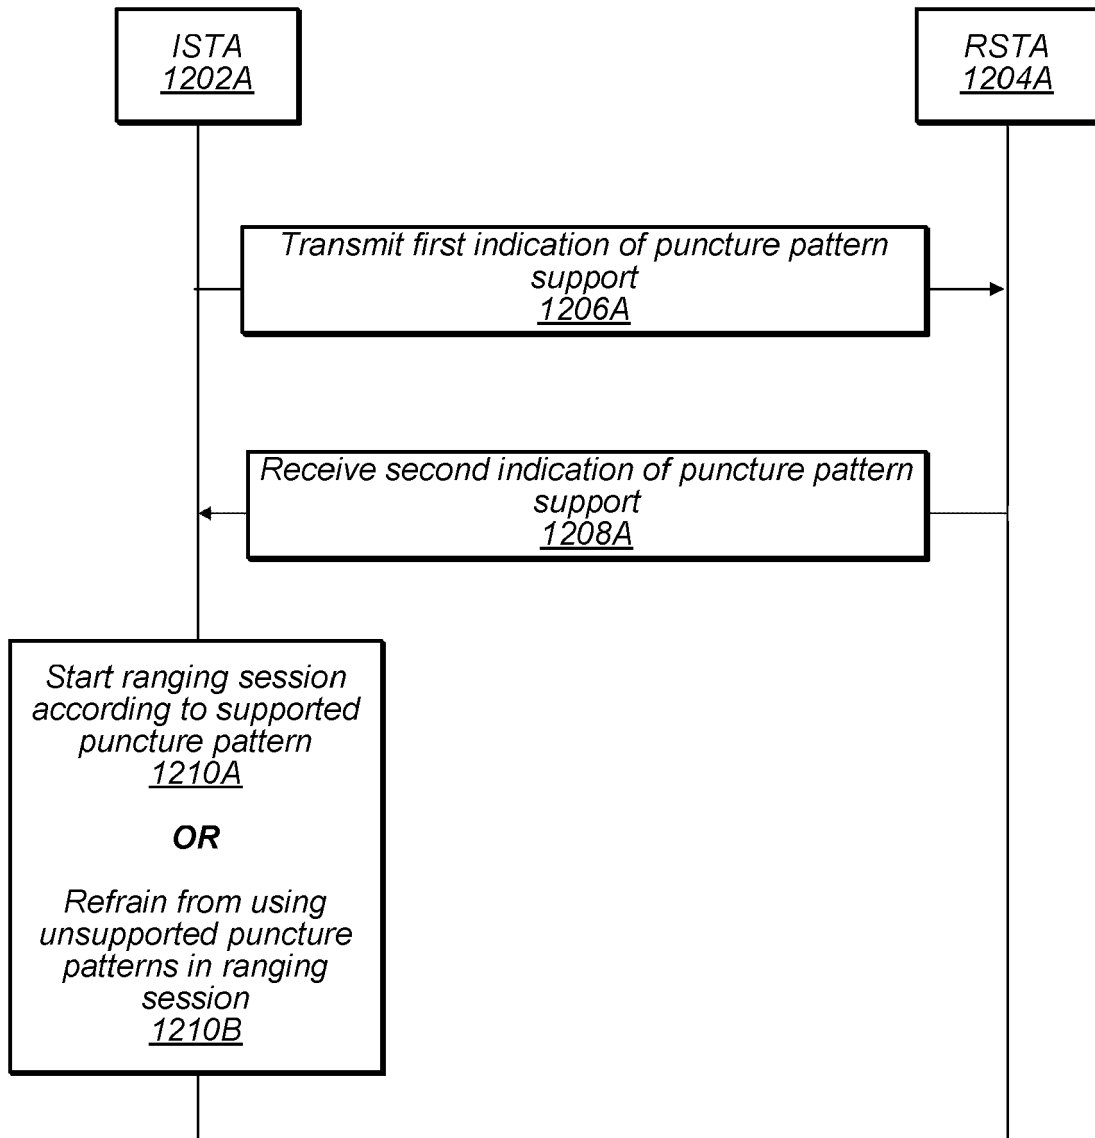 ISTA
1202A
RSTA
1204A
Transmit first indication of puncture pattern
support
1206A
Receive second indication of puncture pattern
support
1208A
Start ranging session
according to supported
puncture pattern
1210A
OR
Refrain from using
unsupported puncture
patterns in ranging
session
1210B